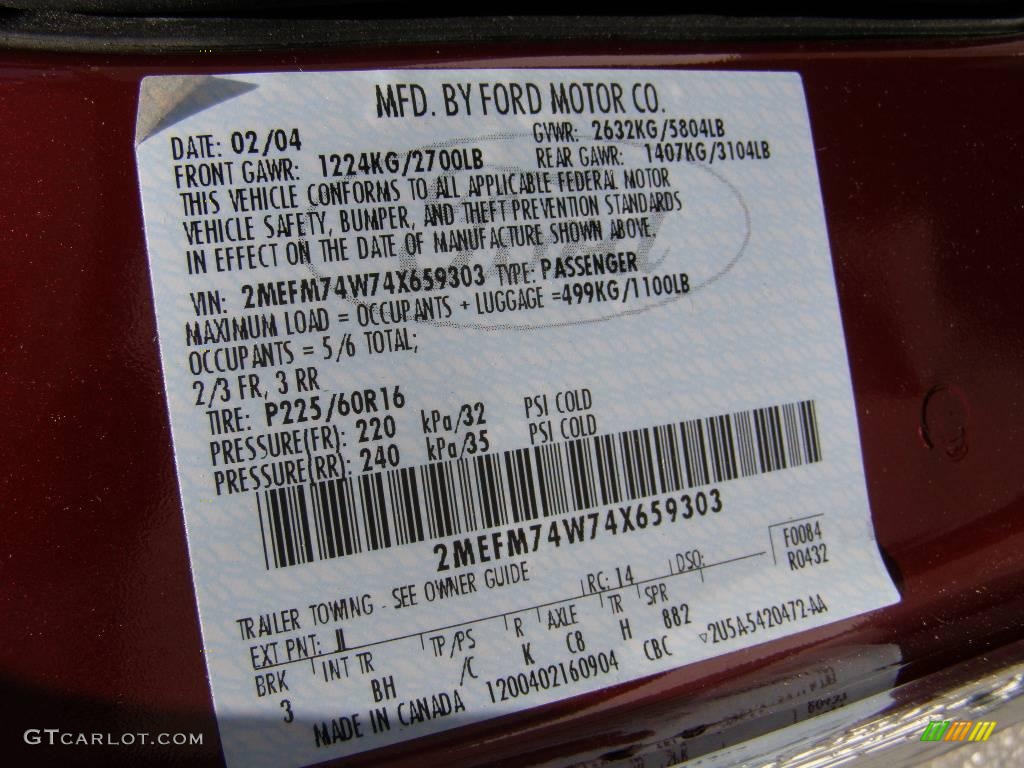 MFD. BY FORD MOTOR CO.
DATE: 02/04 GVWR: 2632KG/5804LB
FRONT GAWR: 1224KG/2700LB REAR GAWR: 1407KG/3104LB
THIS VEHICLE CONFORMS TO ALL APPLICABLE FEDERAL MOTOR
VEHICLE SAFETY, BUMPER, AND THEFT PREVENTION STANDARDS
IN EFFECT ON THE DATE OF MANUFACTURE SHOWN ABOVE.
VIN: 2MEFM74W74X659303 TYPE: PASSENGER
MAXIMUM LOAD = OCCUPANTS + LUGGAGE =499KG/1100LB
OCCUPANTS = 5/6 TOTAL;
2/3 FR, 3 RR
TIRE: P225/60R16
PRESSURE(FR): 220 kPa/32 PSI COLD
PRESSURE(RR): 240 kPa/35 PSI COLD
2MEFM74W74X659303
TRAILER TOWING - SEE OWNER GUIDE
EXT PNT: JL RC: 14 DSO: F0084
R0432
BRK INT TR TP/PS R AXLE TR SPR
3 BH /C K C8 H 882 2U5A-5420472-AA
MADE IN CANADA 1200402160904 CBC
GTCARLOT.COM